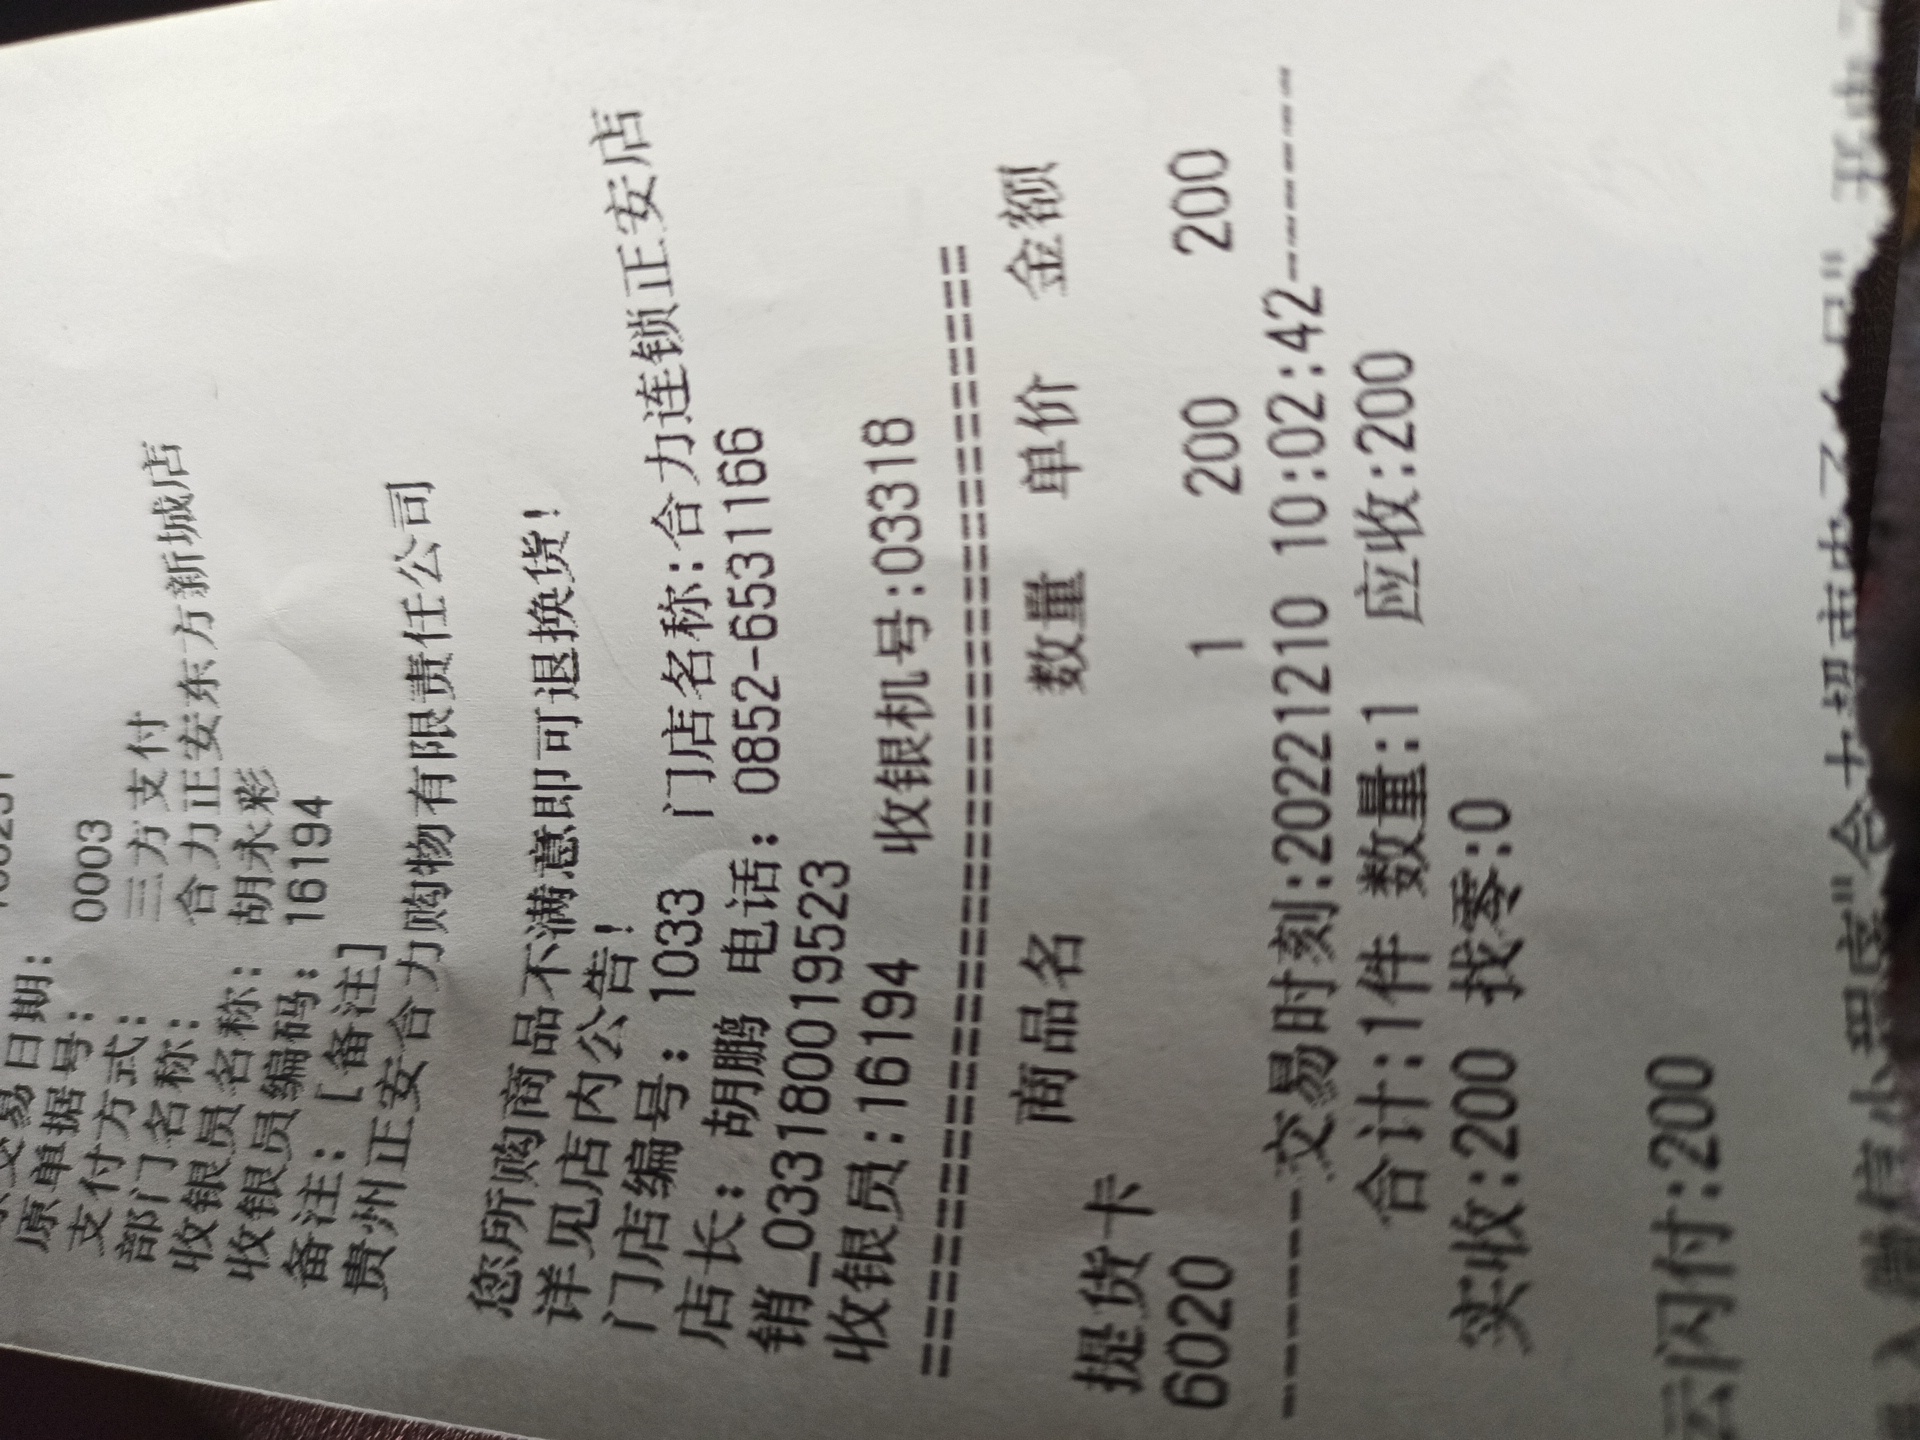 交易日期:
原单据号: 0003
支付方式: 三方支付
部门名称: 合力正安东方新城店
收银员名称: 胡永彩
收银员编码: 16194
备注: [备注]
贵州正安合力购物有限责任公司
您所购商品不满意即可退换货!
详见店内公告!
门店编号: 1033 门店名称:合力连锁正安店
店长: 胡鹏 电话: 0852-6531166
销_033180019523
收银员:16194 收银机号:03318
商品名 数量 单价 金额
提货卡
6020 1 200 200
交易时刻:20221210 10:02:42
合计:1件 数量:1 应收:200
实收:200 找零:0
云闪付:200